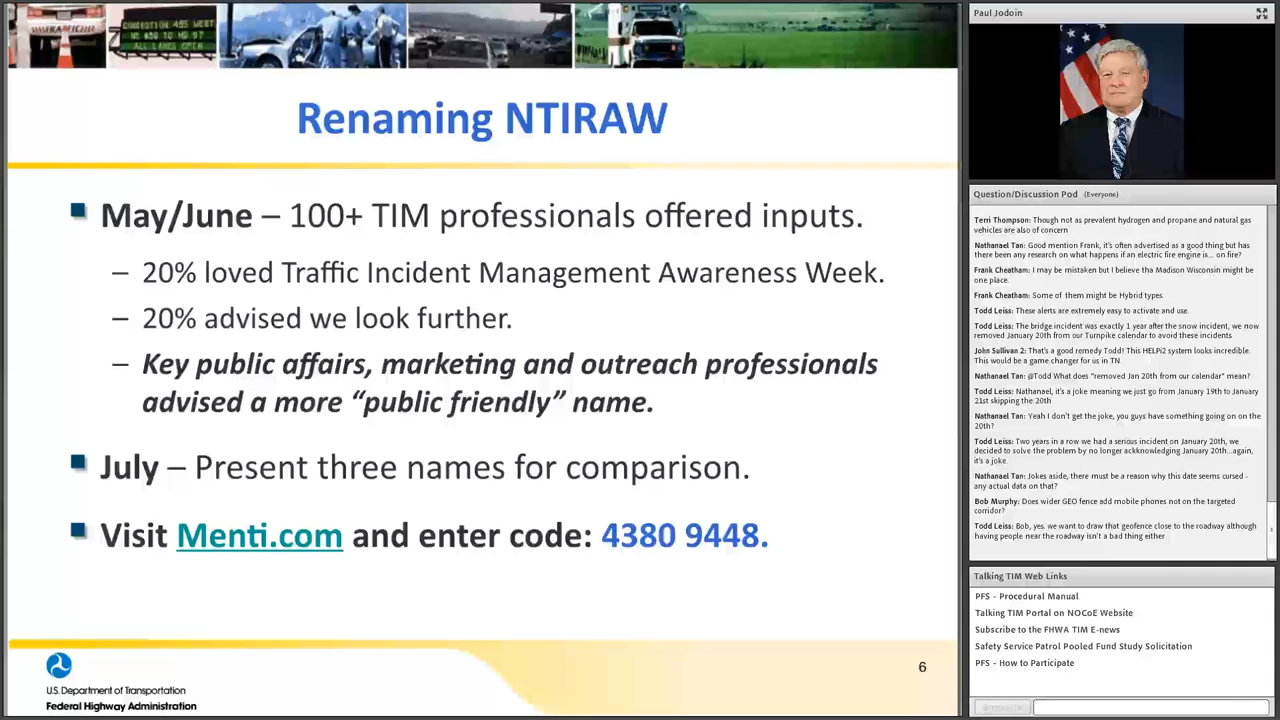 TRAFFIC
CONGESTION 495 WEST
ALL LANES OPEN
Renaming NTIRAW
May/June – 100+ TIM professionals offered inputs.
– 20% loved Traffic Incident Management Awareness Week.
– 20% advised we look further.
– Key public affairs, marketing and outreach professionals
advised a more “public friendly” name.
July – Present three names for comparison.
Visit Menti.com and enter code: 4380 9448.
U.S. Department of Transportation
Federal Highway Administration
6
Paul Jodoin
Question/Discussion Pod (Everyone)
Terri Thompson: Though not as prevalent hydrogen and propane and natural gas
vehicles are also of concern
Nathanael Tan: Good mention Frank, it's often advertised as a good thing but has
there been any research on what happens if an electric fire engine is... on fire?
Frank Cheatham: I may be mistaken but I believe tha Madison Wisconsin might be
one place.
Frank Cheatham: Some of them might be Hybrid types.
Todd Leiss: These alerts are extremely easy to activate and use.
Todd Leiss: The bridge incident was exactly 1 year after the snow incident, we now
removed January 20th from our Turnpike calendar to avoid these incidents
John Sullivan 2: That's a good remedy Todd! This HELPi2 system looks incredible.
This would be a game changer for us in TN.
Nathanael Tan: @Todd What does "removed Jan 20th from our calendar" mean?
Todd Leiss: Nathanael, it's a joke meaning we just go from January 19th to January
21st skipping the 20th
Nathanael Tan: Yeah I don't get the joke, you guys have something going on on the
20th?
Todd Leiss: Two years in a row we had a serious incident on January 20th, we
decided to solve the problem by no longer ackknowledging January 20th...again,
it's a joke.
Nathanael Tan: Jokes aside, there must be a reason why this date seems cursed -
any actual data on that?
Bob Murphy: Does wider GEO fence add mobile phones not on the targeted
corridor?
Todd Leiss: Bob, yes. we want to draw that geofence close to the roadway although
having people near the roadway isn't a bad thing either
Talking TIM Web Links
PFS - Procedural Manual
Talking TIM Portal on NOCoE Website
Subscribe to the FHWA TIM E-news
Safety Service Patrol Pooled Fund Study Solicitation
PFS - How to Participate